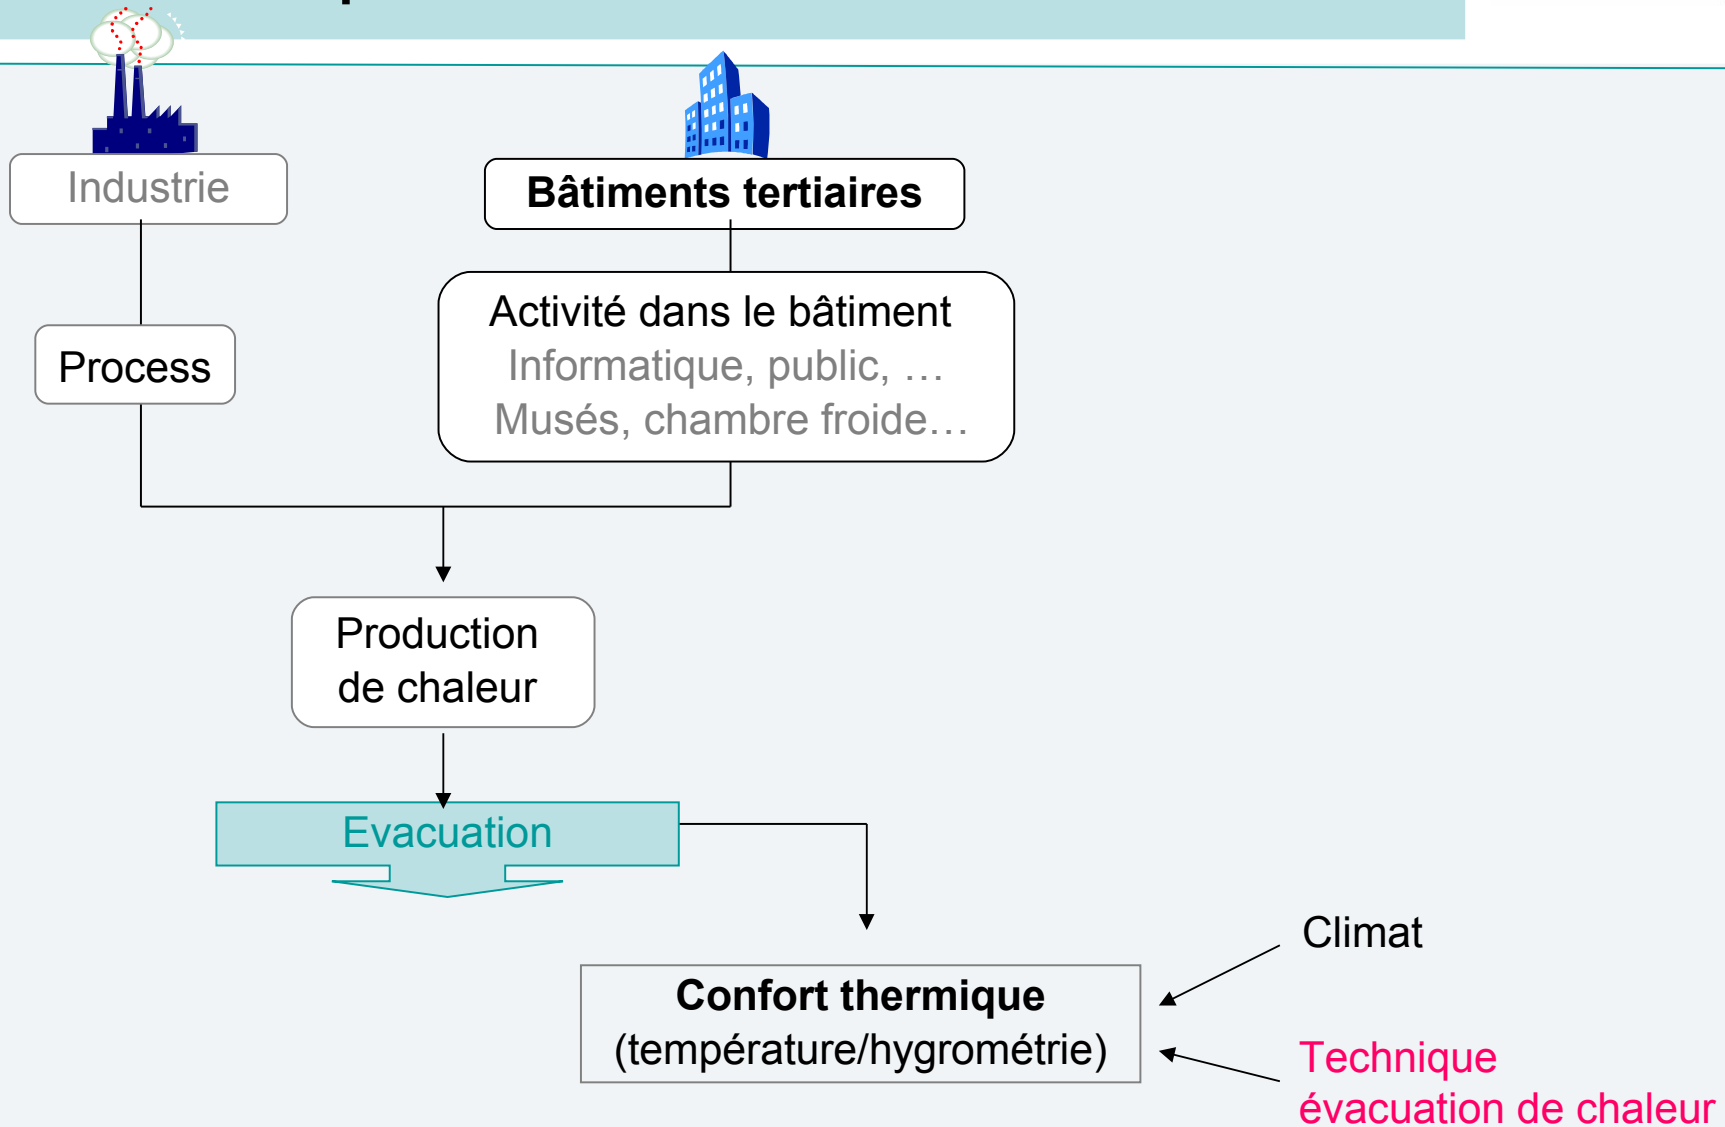 Industrie
Bâtiments tertiaires
Activité dans le bâtiment
Informatique, public, …
Musés, chambre froide…
Process
Production
de chaleur
Evacuation
Climat
Confort thermique
(température/hygrométrie)
Technique
évacuation de chaleur